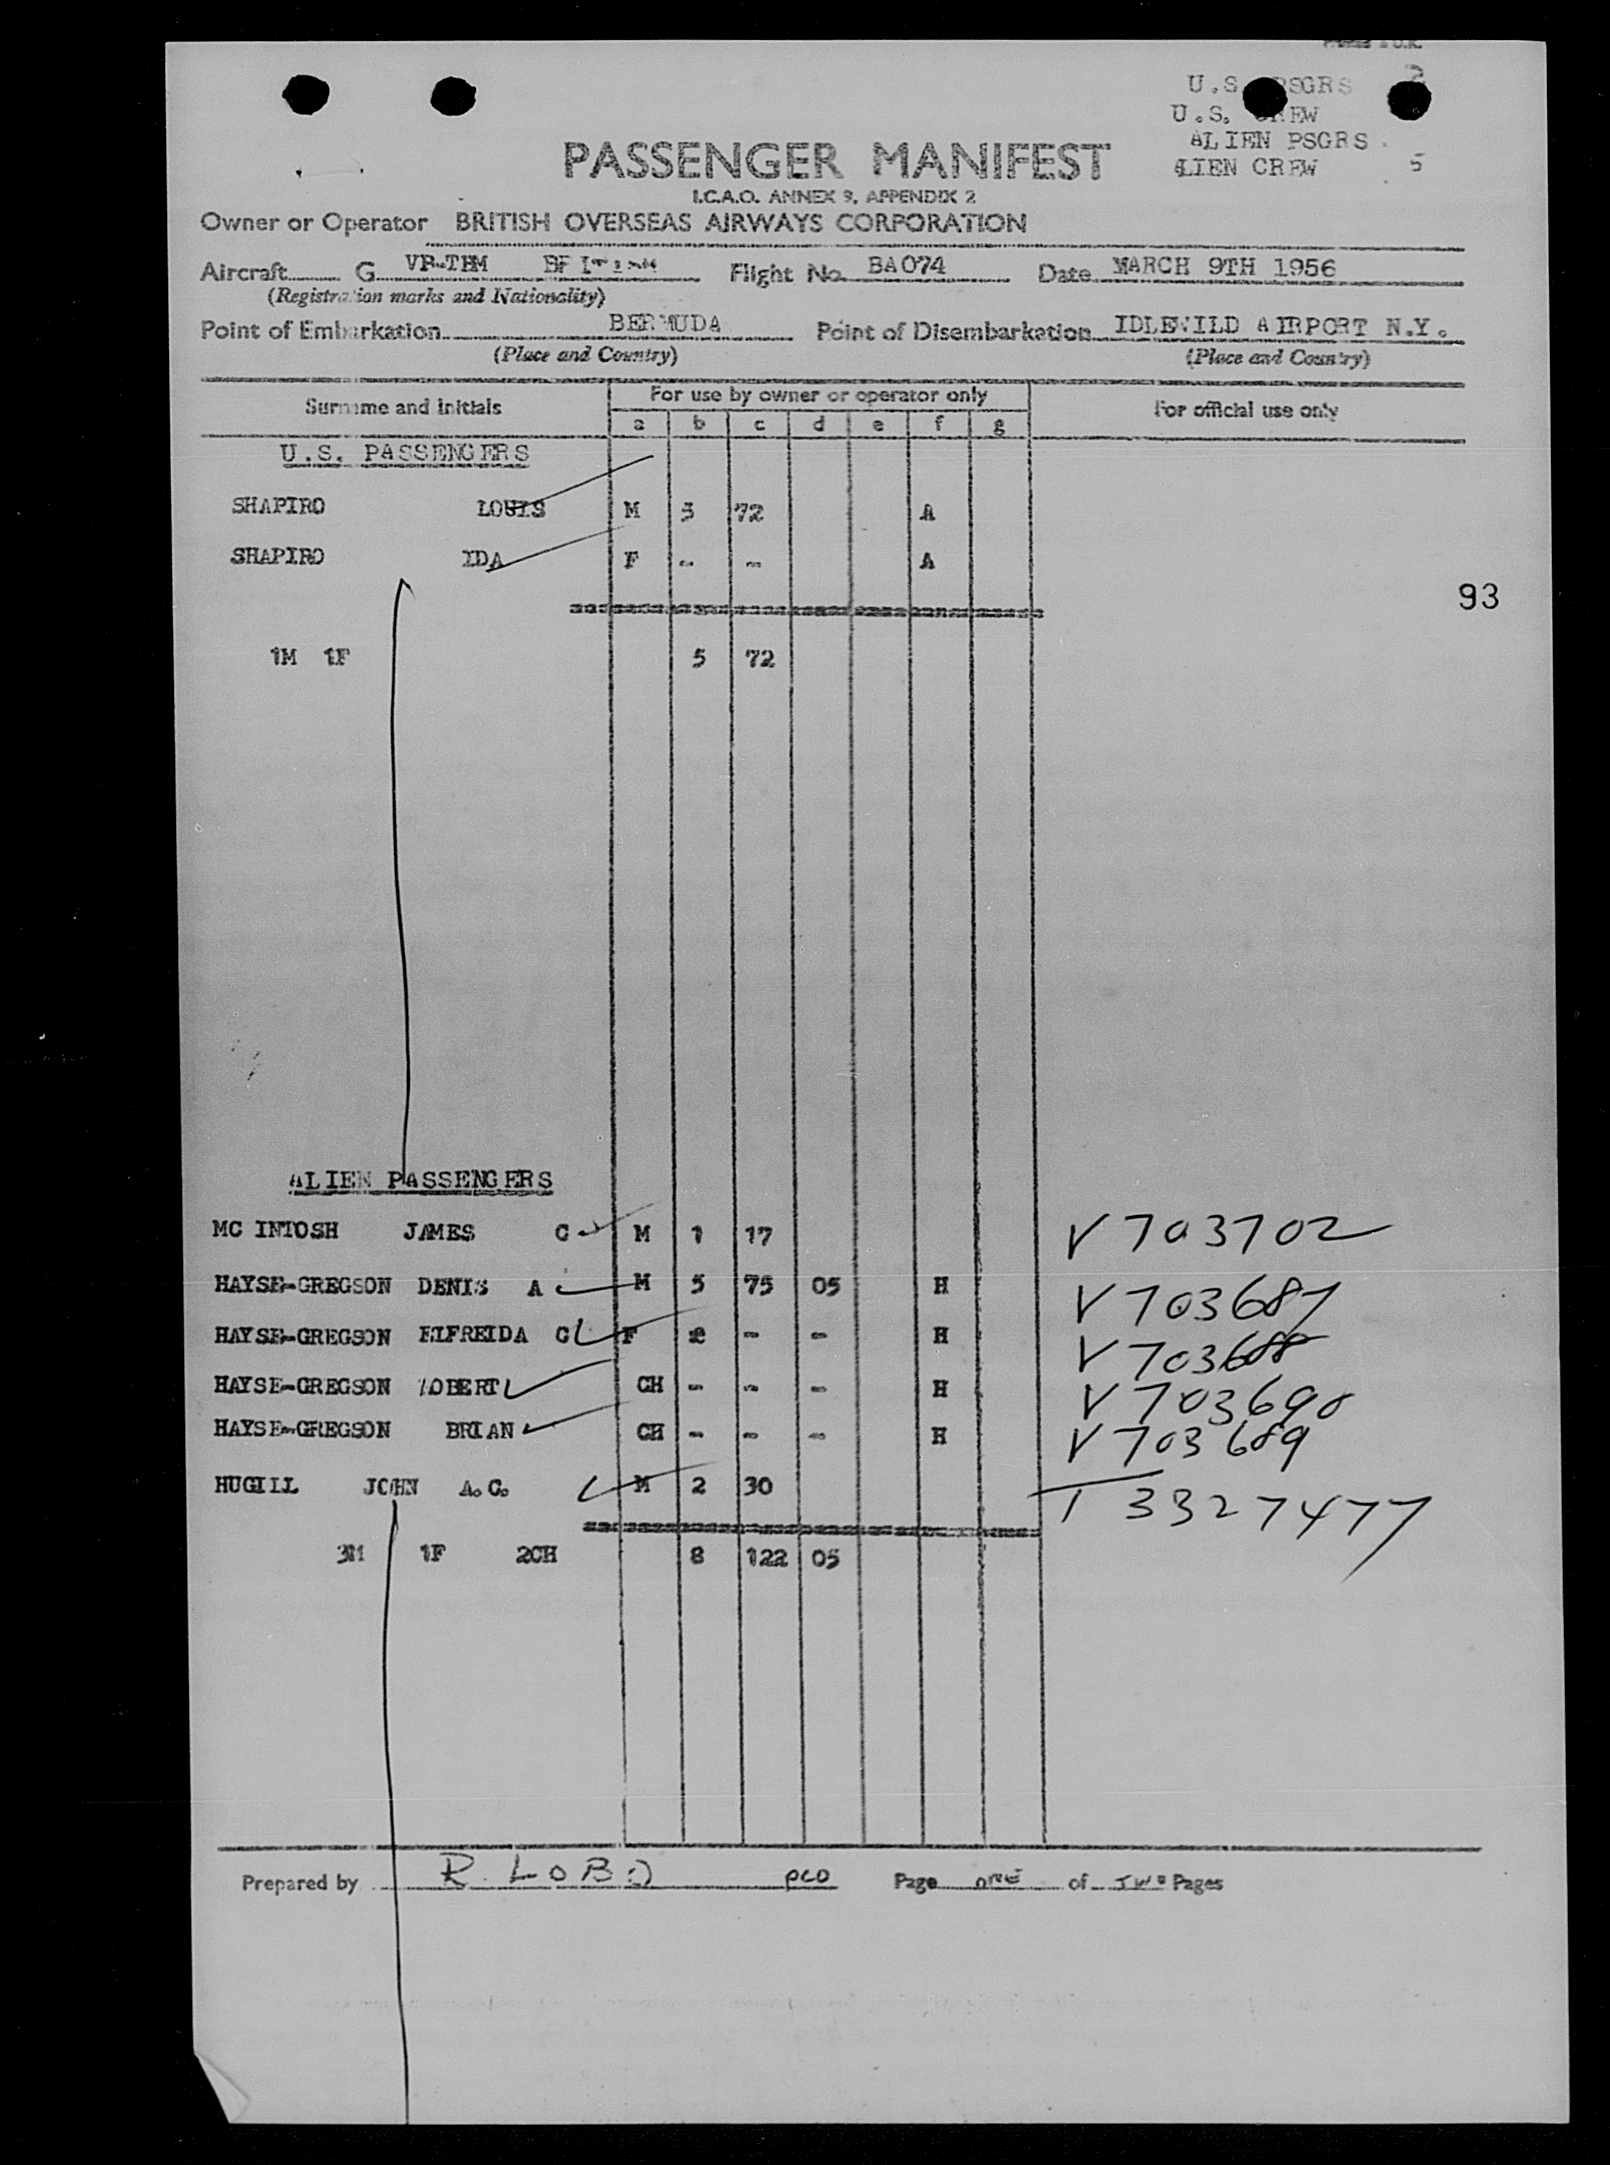 U.S. PSGRS
U.S. CREW
ALIEN PSGRS
ALIEN CREW 5
PASSENGER MANIFEST
I.C.A.O. ANNEX 9, APPENDIX 2
Owner or Operator BRITISH OVERSEAS AIRWAYS CORPORATION
Aircraft G VR-TBM Flight No. BA074 Date MARCH 9TH 1956
(Registration marks and Nationality)
Point of Embarkation BERMUDA Point of Disembarkation IDLEWILD AIRPORT N.Y.
(Place and Country) (Place and Country)
Surname and initials For use by owner or operator only For official use only
a b c d e f g
U.S. PASSENGERS
SHAPIRO LOUIS M 5 72 A
SHAPIRO IDA F - - A
93
1M 1F 5 72
ALIEN PASSENGERS
MC INTOSH JAMES C M 1 17 V703702
HAYSE-GREGSON DENIS A M 5 75 05 H V703687
HAYSE-GREGSON ELFREIDA C F - - H V703688
HAYSE-GREGSON ROBERT CH - - - H V703690
HAYSE-GREGSON BRIAN CH - - - H V703689
HUGILL JOHN A.C. M 2 30 T 3327477
3M 1F 2CH 8 122 05
Prepared by R. PCO Page ONE of TWO Pages